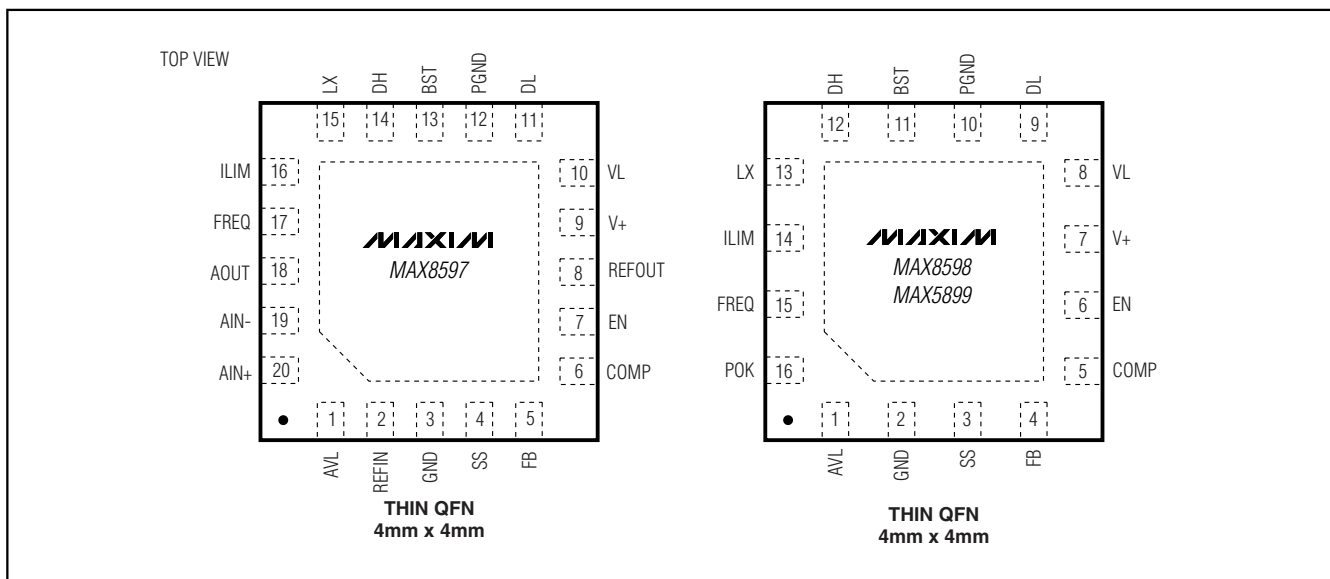 TOP VIEW
LX DH BST PGND DL
15 14 13 12 11
ILIM 16 10 VL
FREQ 17 9 V+
MAXIM
MAX8597
AOUT 18 8 REFOUT
AIN- 19 7 EN
AIN+ 20 6 COMP
1 2 3 4 5
AVL REFIN GND SS FB
THIN QFN
4mm x 4mm
DH BST PGND DL
12 11 10 9
LX 13 8 VL
ILIM 14 7 V+
MAXIM
MAX8598
MAX5899
FREQ 15 6 EN
POK 16 5 COMP
1 2 3 4
AVL GND SS FB
THIN QFN
4mm x 4mm